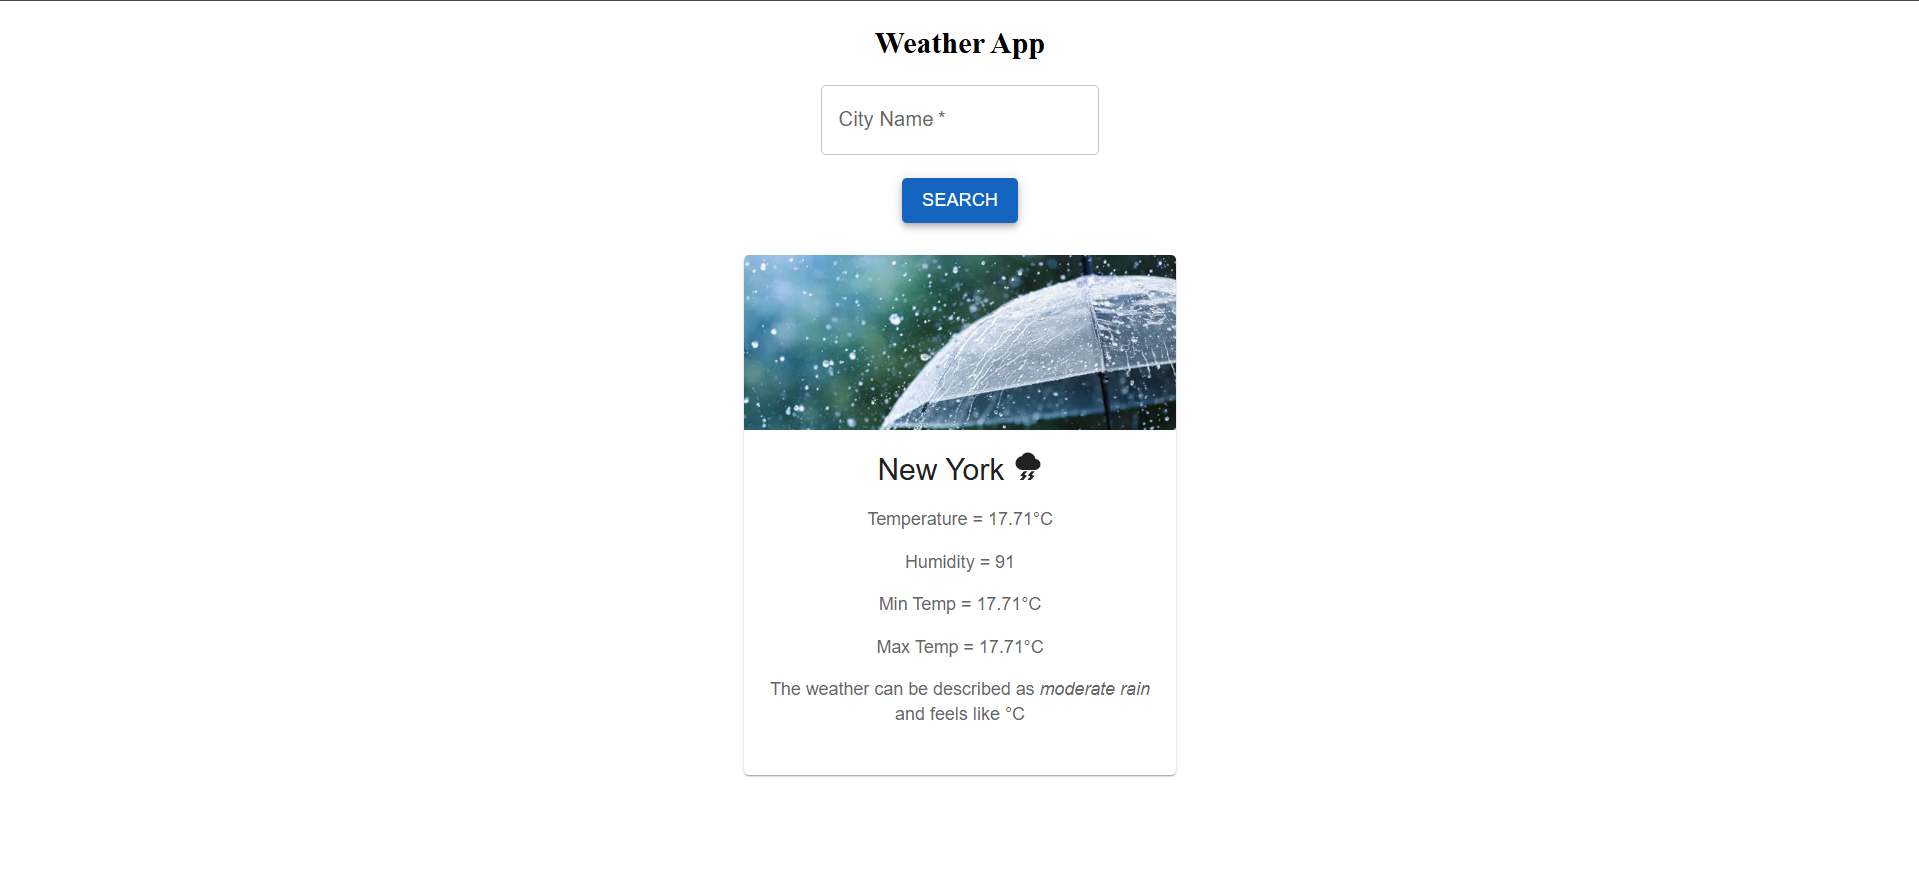 Weather App
City Name *
SEARCH
New York
Temperature = 17.71°C
Humidity = 91
Min Temp = 17.71°C
Max Temp = 17.71°C
The weather can be described as moderate rain
and feels like °C